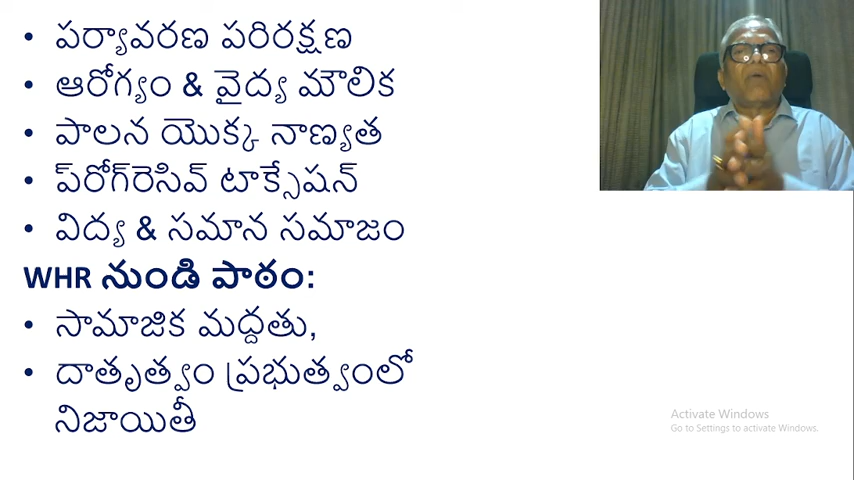 • పర్యావరణ పరిరక్షణ
• ఆరోగ్యం & వైద్య మౌలిక
• పాలన యొక్క నాణ్యత
• ప్రోగ్‌రెసివ్ టాక్సేషన్
• విద్య & సమాన సమాజం
WHR నుండి పాఠం:
• సామాజిక మద్దతు,
• దాతృత్వం ప్రభుత్వంలో
నిజాయితీ
Activate Windows
Go to Settings to activate Windows.